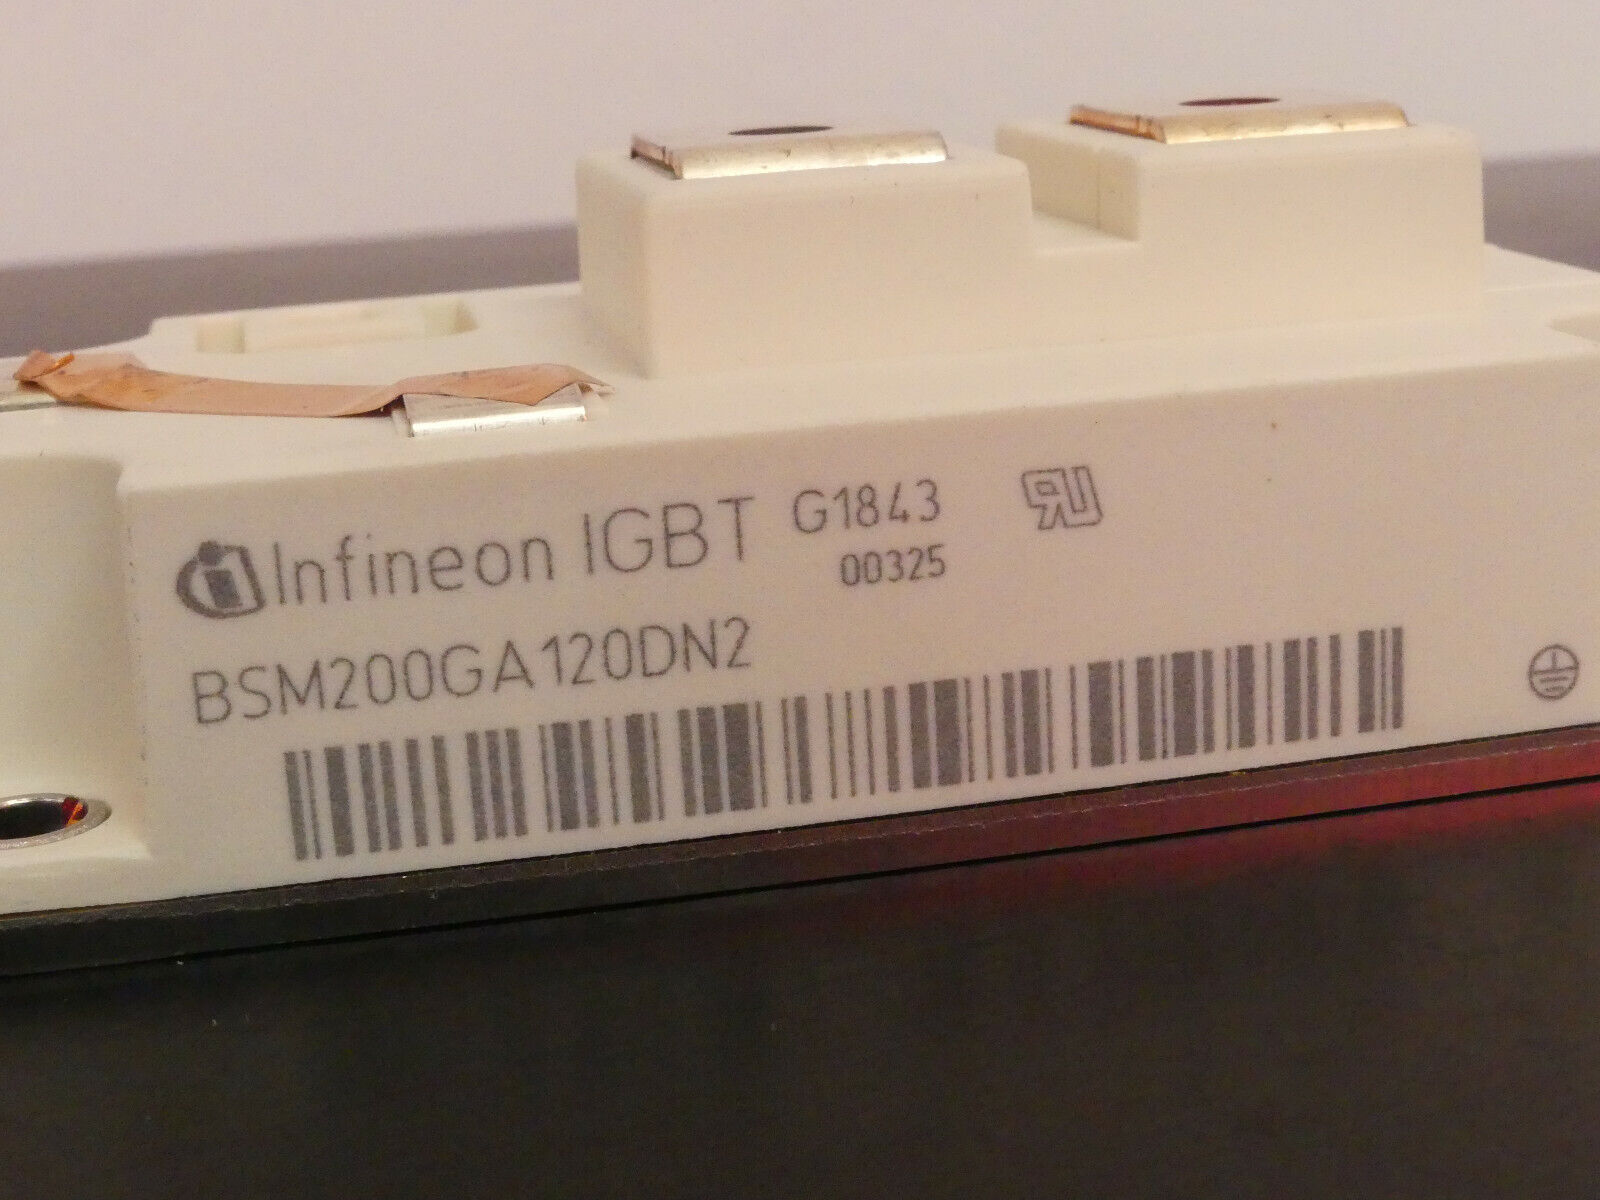 Infineon IGBT G1843
00325
BSM200GA120DN2